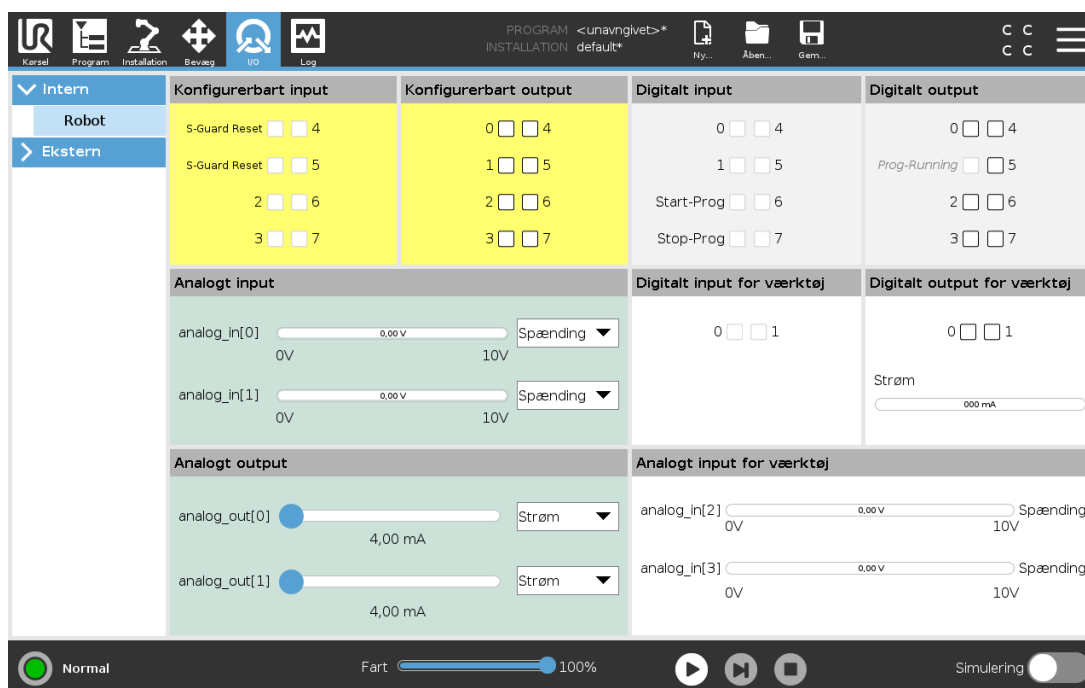 UR
PROGRAM <unavngivet>*
INSTALLATION default*
C C
C C
Kørsel Program Installation Bevæg I/O Log Ny... Åben... Gem...
Intern
Robot
Ekstern
Konfigurerbart input
S-Guard Reset 4
S-Guard Reset 5
2 6
3 7
Konfigurerbart output
0 4
1 5
2 6
3 7
Digitalt input
0 4
1 5
Start-Prog 6
Stop-Prog 7
Digitalt output
0 4
Prog-Running 5
2 6
3 7
Analogt input
analog_in[0] 0,00 V Spænding
0V 10V
analog_in[1] 0,00 V Spænding
0V 10V
Digitalt input for værktøj
0 1
Digitalt output for værktøj
0 1
Strøm
000 mA
Analogt output
analog_out[0] Strøm
4,00 mA
analog_out[1] Strøm
4,00 mA
Analogt input for værktøj
analog_in[2] 0,00 V Spænding
0V 10V
analog_in[3] 0,00 V Spænding
0V 10V
Normal Fart 100% Simulering